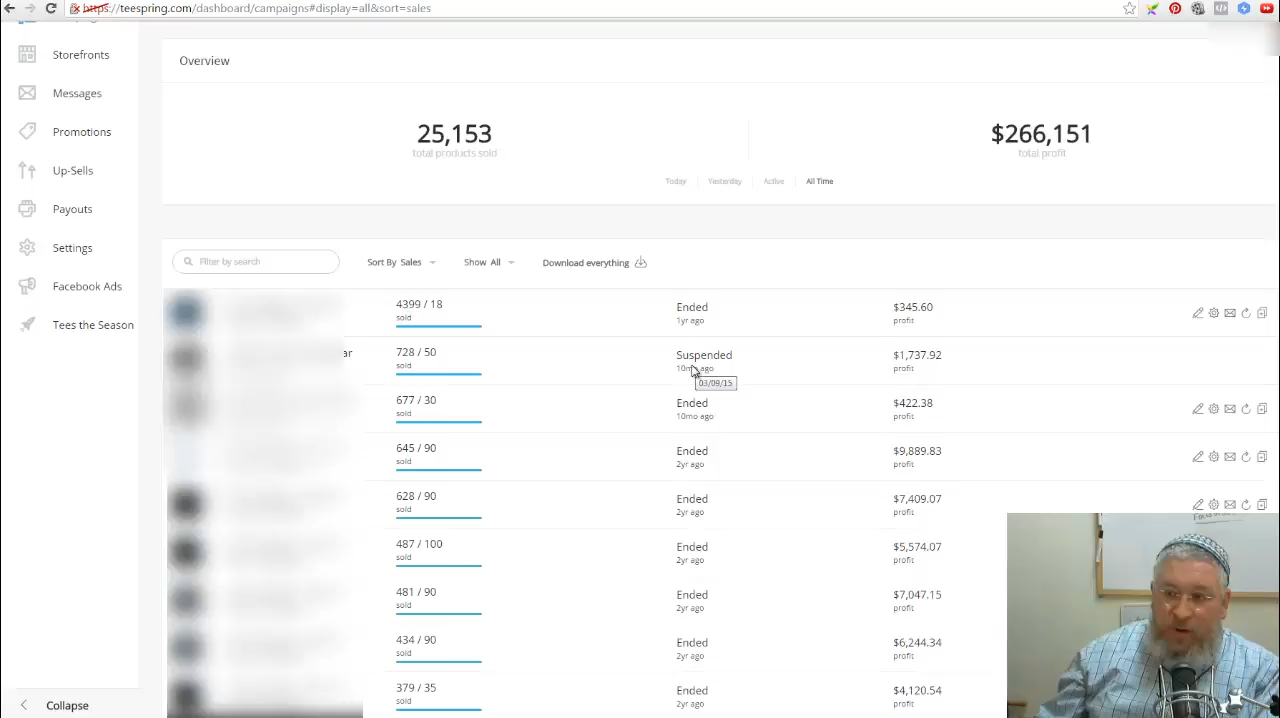 https://teespring.com/dashboard/campaigns#display=all&sort=sales
Storefronts
Messages
Promotions
Up-Sells
Payouts
Settings
Facebook Ads
Tees the Season
Collapse
Overview
25,153
total products sold
$266,151
total profit
Today
Yesterday
Active
All Time
Filter by search
Sort By Sales
Show All
Download everything
4399 / 18
sold
Ended
1yr ago
$345.60
profit
ar
728 / 50
sold
Suspended
10mo ago
03/09/15
$1,737.92
profit
677 / 30
sold
Ended
10mo ago
$422.38
profit
645 / 90
sold
Ended
2yr ago
$9,889.83
profit
628 / 90
sold
Ended
2yr ago
$7,409.07
profit
487 / 100
sold
Ended
2yr ago
$5,574.07
profit
481 / 90
sold
Ended
2yr ago
$7,047.15
profit
434 / 90
sold
Ended
2yr ago
$6,244.34
profit
379 / 35
sold
Ended
2yr ago
$4,120.54
profit